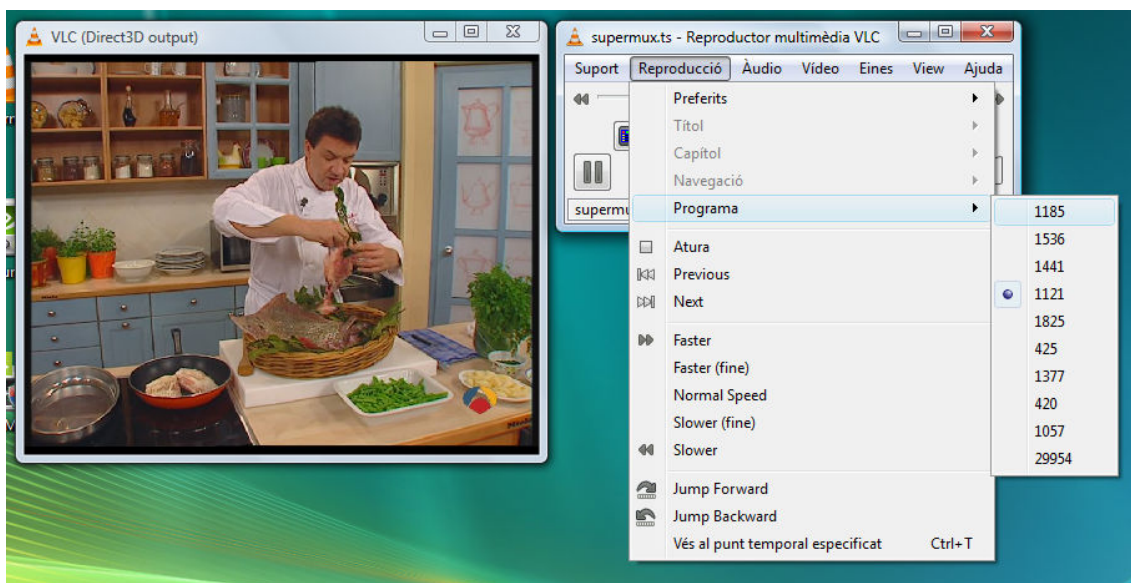 VLC (Direct3D output)
supermux.ts - Reproductor multimèdia VLC
Suport Reproducció Àudio Vídeo Eines View Ajuda
Preferits
Títol
Capítol
Navegació
Programa
Atura
Previous
Next
Faster
Faster (fine)
Normal Speed
Slower (fine)
Slower
Jump Forward
Jump Backward
Vés al punt temporal especificat Ctrl+T
1185
1536
1441
1121
1825
425
1377
420
1057
29954